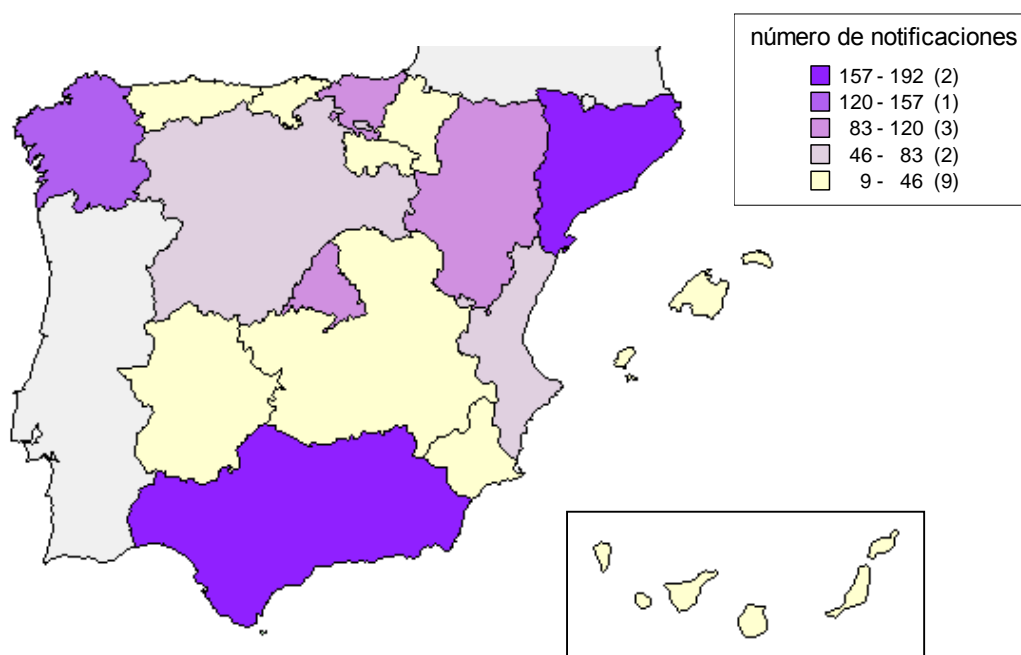 número de notificaciones
157 - 192 (2)
120 - 157 (1)
83 - 120 (3)
46 - 83 (2)
9 - 46 (9)